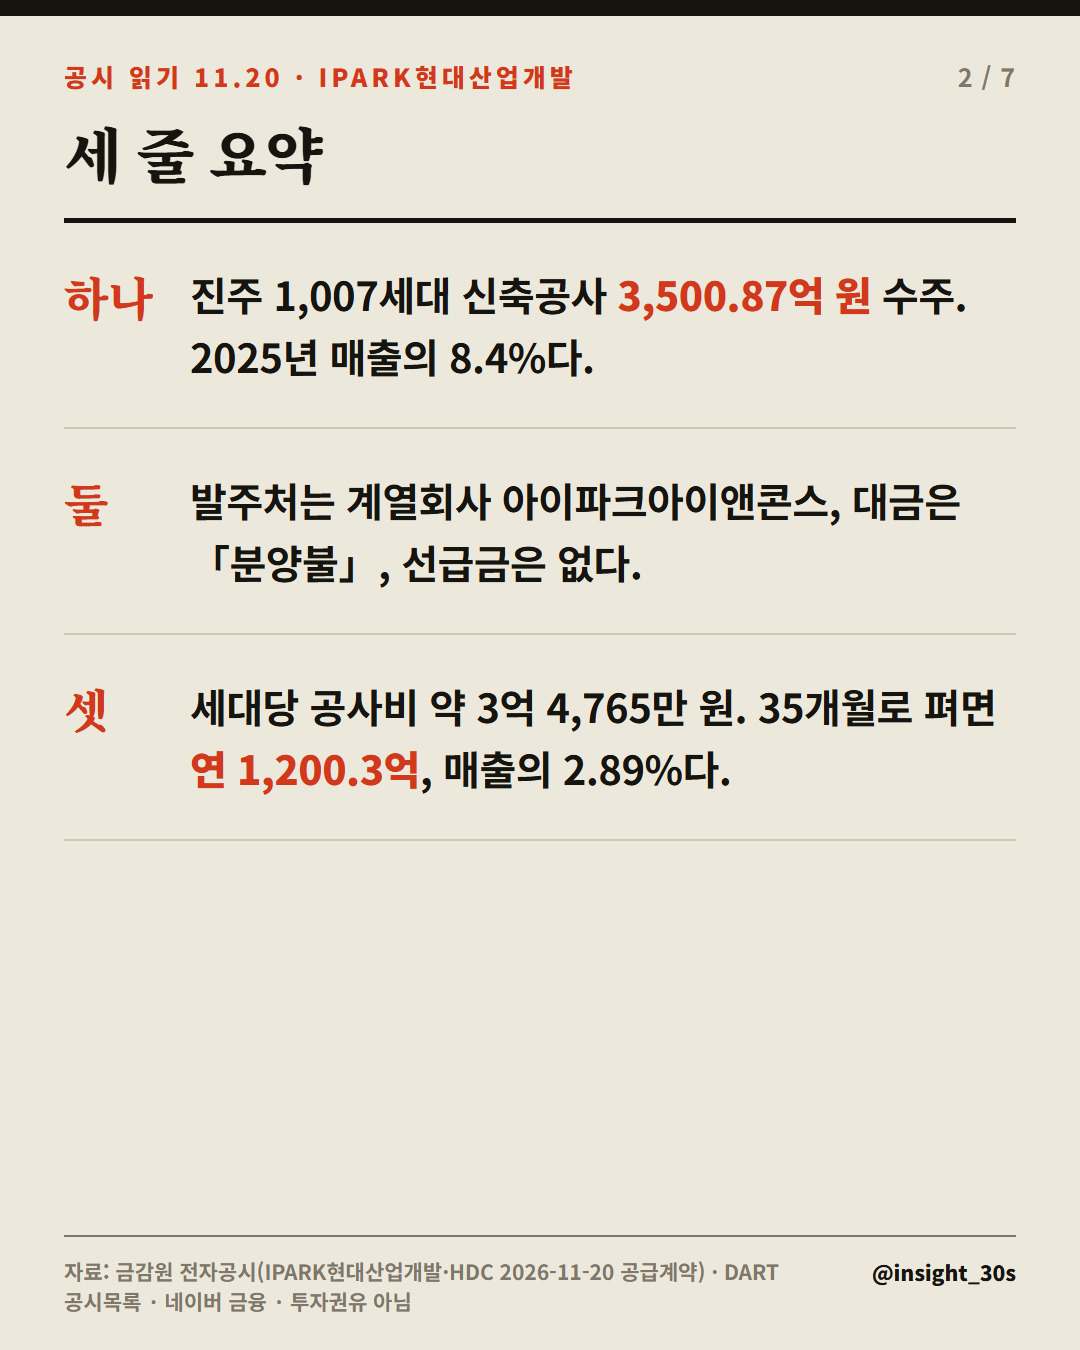 공시 읽기 11.20 · IPARK현대산업개발
2 / 7
세 줄 요약
하나
진주 1,007세대 신축공사 3,500.87억 원 수주.
2025년 매출의 8.4%다.
둘
발주처는 계열회사 아이파크아이앤콘스, 대금은
「분양불」, 선급금은 없다.
셋
세대당 공사비 약 3억 4,765만 원. 35개월로 펴면
연 1,200.3억, 매출의 2.89%다.
자료: 금감원 전자공시(IPARK현대산업개발·HDC 2026-11-20 공급계약) · DART
공시목록 · 네이버 금융 · 투자권유 아님
@insight_30s